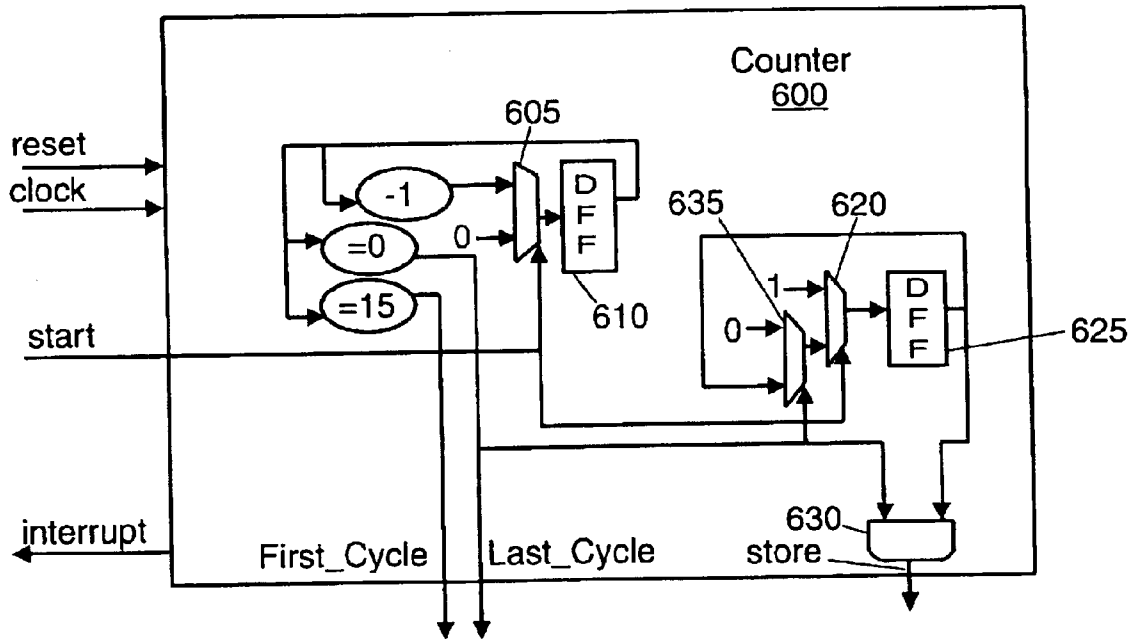 Counter
600
605
reset
clock
-1
D
F
F
635
620
0
=0
1
D
F
F
=15
610
0
625
start
630
interrupt
First_Cycle
Last_Cycle
store